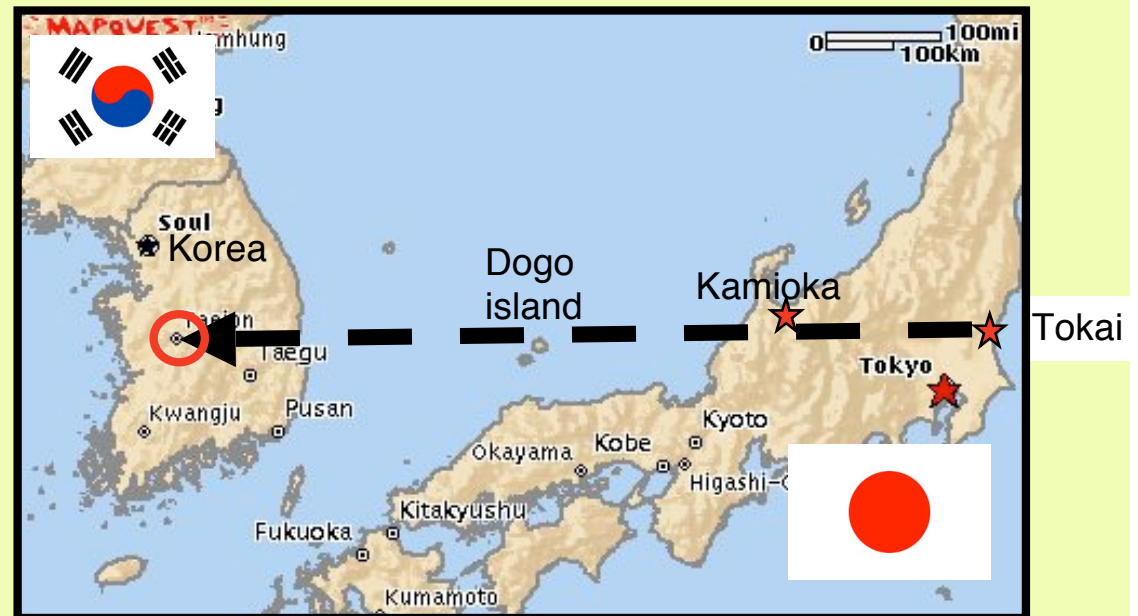 MAPQUEST
mhung
0 100mi
100km
g
Soul
Korea
Dogo
island
Kamioka
Tokai
Taegu
Tokyo
Kwangju
Pusan
Kyoto
Okayama
Kobe
Higashi-
Kitakyushu
Fukuoka
Kumamoto